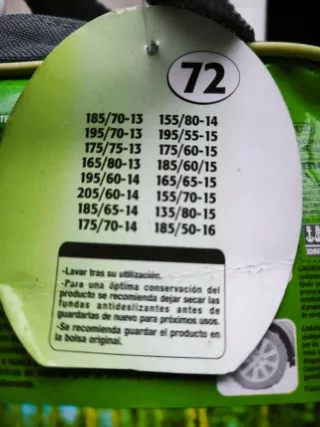 72
185/70-13 155/80-14
195/70-13 195/55-15
175/75-13 175/60-15
165/80-13 185/60/15
195/60-14 165/65-15
205/60-14 155/70-15
185/65-14 135/80-15
175/70-14 185/50-16
-Lavar tras su utilización.
-Para una óptima conservación del
producto se recomienda dejar secar las
fundas antideslizantes antes de
guardarlas de nuevo para próximos usos.
-Se recomienda guardar el producto en
la bolsa original.